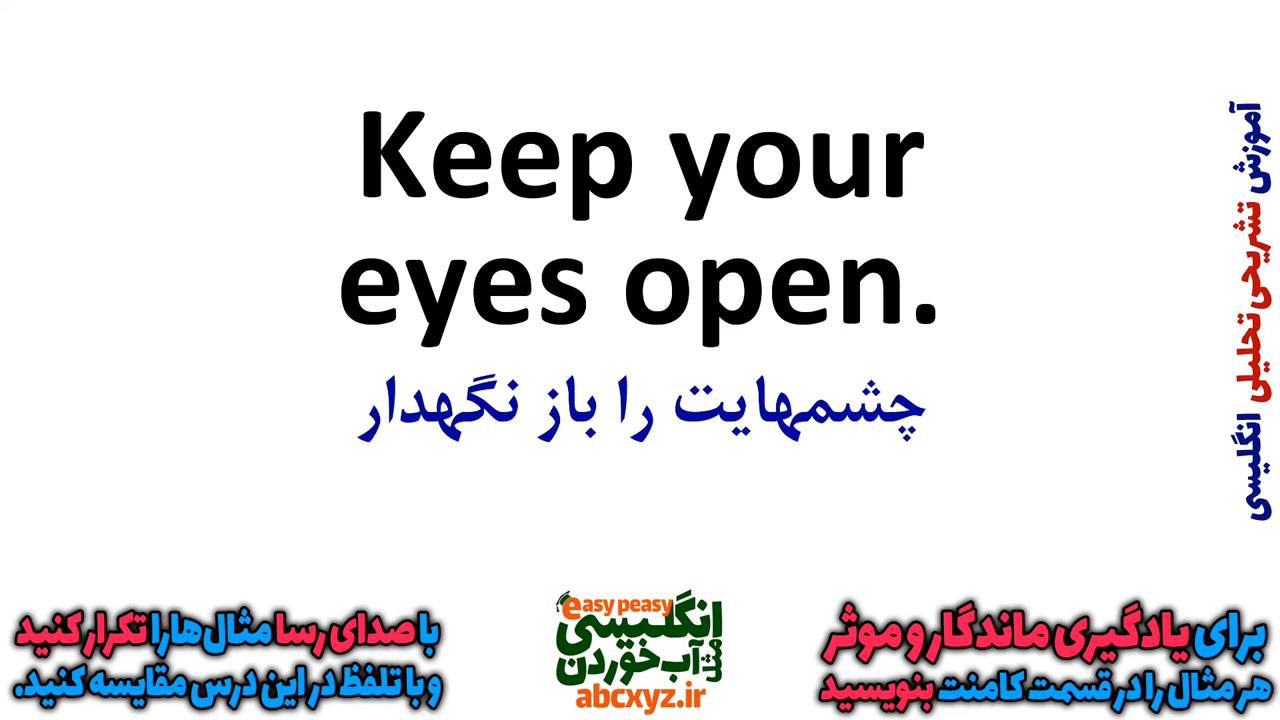 Keep your
eyes open.
چشمهایت را باز نگهدار
آموزش تشریحی تحلیلی انگلیسی
با صدای رسا مثال‌ها را تکرار کنید
و با تلفظ در این درس مقایسه کنید.
easy peasy
انگلیسی
مثل
آب خوردن
abcxyz.ir
برای یادگیری ماندگار و موثر
هر مثال را در قسمت کامنت بنویسید